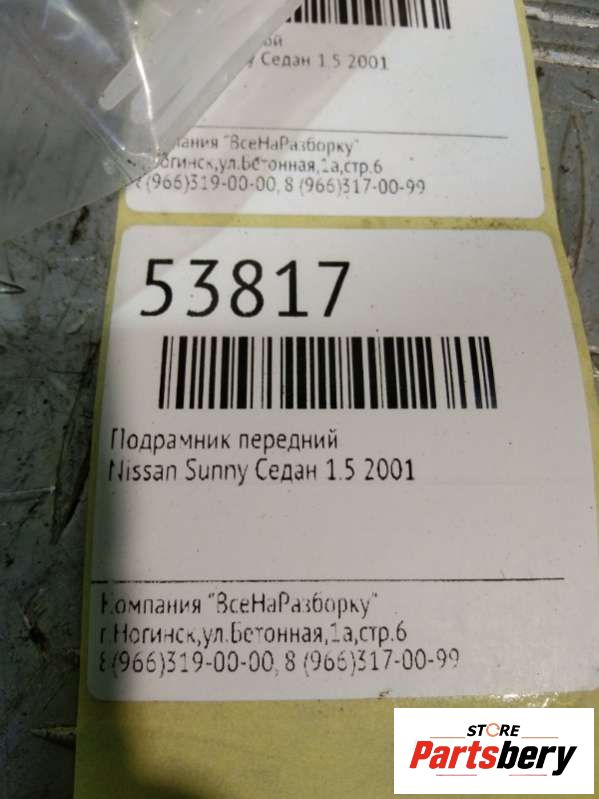 ой
Седан 1.5 2001
"ВсеНаРазборку"
Ногинск,ул.Бетонная,1а,стр.6
8(966)319-00-00, 8 (966)317-00-99
53817
Подрамник передний
Nissan Sunny Седан 1.5 2001
Компания "ВсеНаРазборку"
г.Ногинск,ул.Бетонная,1а,стр.6
8(966)319-00-00, 8 (966)317-00-99
STORE
Partsbery